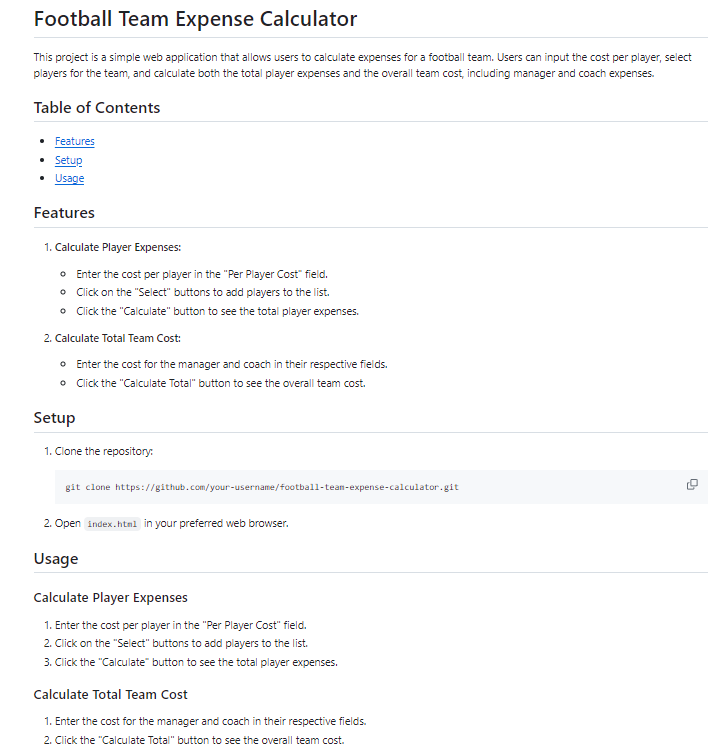 Football Team Expense Calculator
This project is a simple web application that allows users to calculate expenses for a football team. Users can input the cost per player, select
players for the team, and calculate both the total player expenses and the overall team cost, including manager and coach expenses.
Table of Contents
• Features
• Setup
• Usage
Features
1. Calculate Player Expenses:
○ Enter the cost per player in the "Per Player Cost" field.
○ Click on the "Select" buttons to add players to the list.
○ Click the "Calculate" button to see the total player expenses.
2. Calculate Total Team Cost:
○ Enter the cost for the manager and coach in their respective fields.
○ Click the "Calculate Total" button to see the overall team cost.
Setup
1. Clone the repository:
git clone https://github.com/your-username/football-team-expense-calculator.git
2. Open index.html in your preferred web browser.
Usage
Calculate Player Expenses
1. Enter the cost per player in the "Per Player Cost" field.
2. Click on the "Select" buttons to add players to the list.
3. Click the "Calculate" button to see the total player expenses.
Calculate Total Team Cost
1. Enter the cost for the manager and coach in their respective fields.
2. Click the "Calculate Total" button to see the overall team cost.